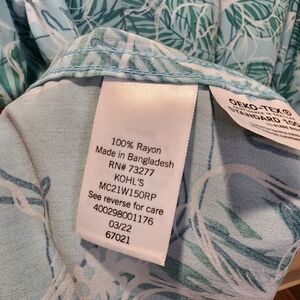 100% Rayon
Made in Bangladesh
RN# 73277
KOHL'S
MC21W150RP
See reverse for care
400298001176
03/22
67021
OEKO-TEX®
STANDARD 100